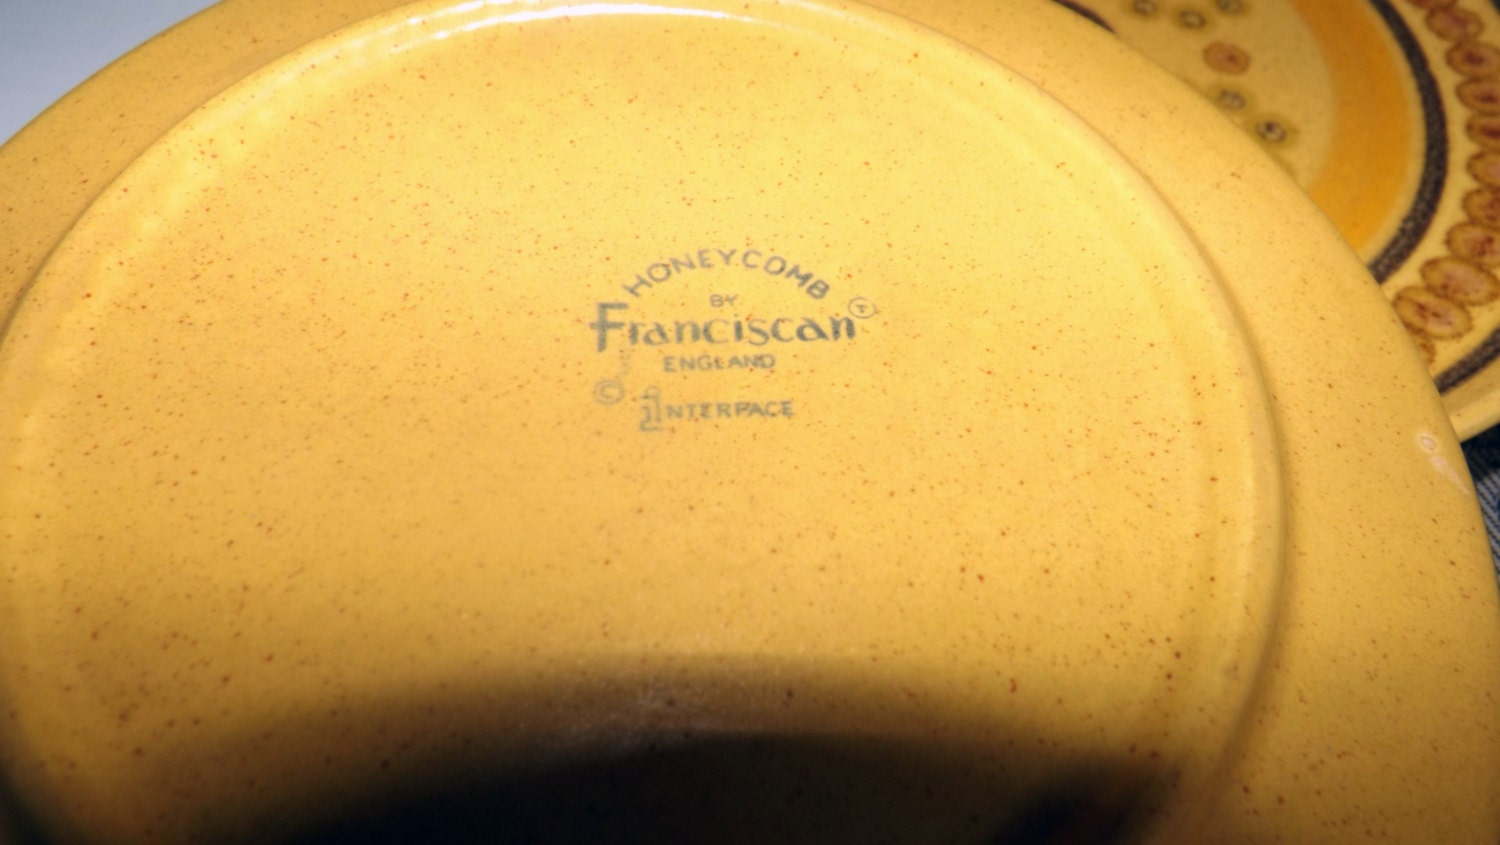 HONEYCOMB
BY
Franciscan Ⓣ
ENGLAND
© INTERPACE